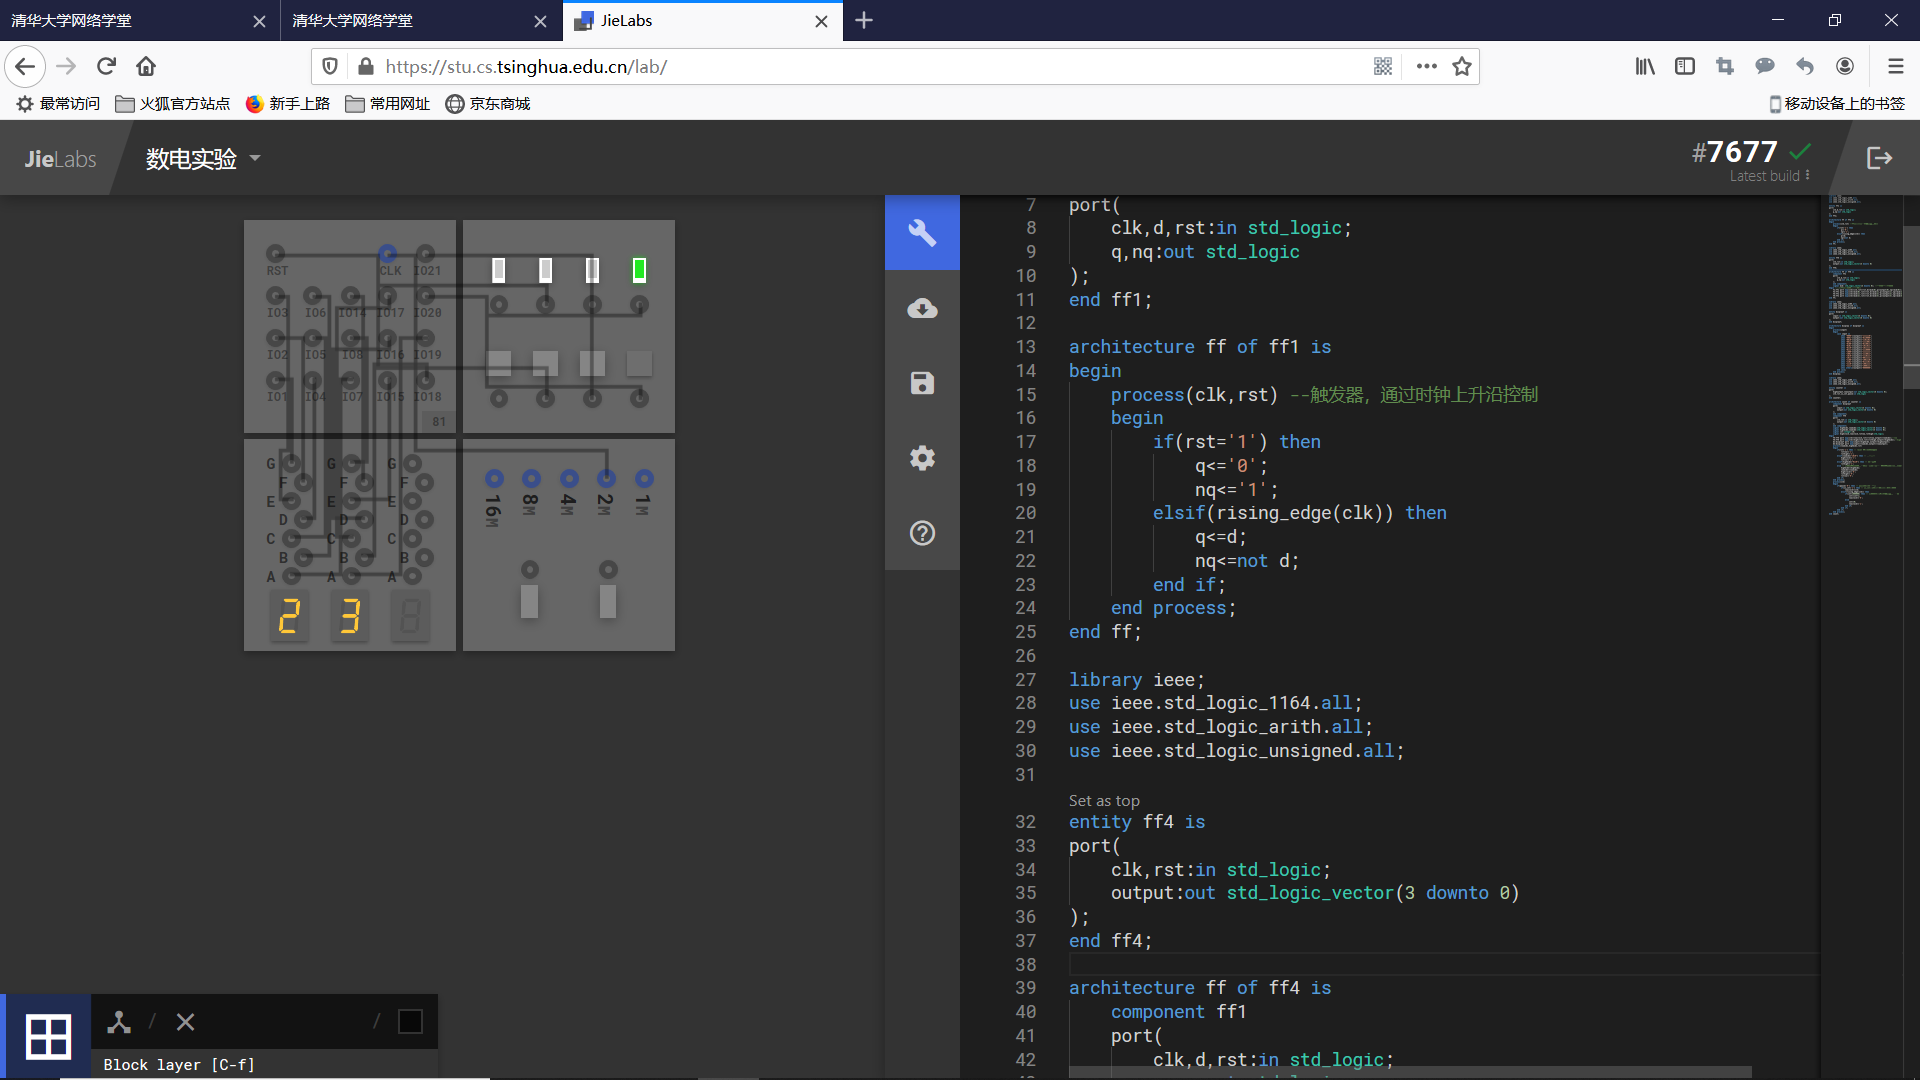 清华大学网络学堂
清华大学网络学堂
JieLabs
https://stu.cs.tsinghua.edu.cn/lab/
最常访问
火狐官方站点
新手上路
常用网址
京东商城
移动设备上的书签
JieLabs
数电实验
#7677
Latest build
RST CLK IO21
IO3 IO6 IO14 IO17 IO20
IO2 IO5 IO8 IO16 IO19
IO1 IO4 IO7 IO15 IO18
81
G G G
F F F
E E E
D D D
C C C
B B B
A A A
2 3
16M 8M 4M 2M 1M
7 port(
8 clk,d,rst:in std_logic;
9 q,nq:out std_logic
10 );
11 end ff1;
12
13 architecture ff of ff1 is
14 begin
15 process(clk,rst) --触发器，通过时钟上升沿控制
16 begin
17 if(rst='1') then
18 q<='0';
19 nq<='1';
20 elsif(rising_edge(clk)) then
21 q<=d;
22 nq<=not d;
23 end if;
24 end process;
25 end ff;
26
27 library ieee;
28 use ieee.std_logic_1164.all;
29 use ieee.std_logic_arith.all;
30 use ieee.std_logic_unsigned.all;
31
Set as top
32 entity ff4 is
33 port(
34 clk,rst:in std_logic;
35 output:out std_logic_vector(3 downto 0)
36 );
37 end ff4;
38
39 architecture ff of ff4 is
40 component ff1
41 port(
42 clk,d,rst:in std_logic;
Block layer [C-f]